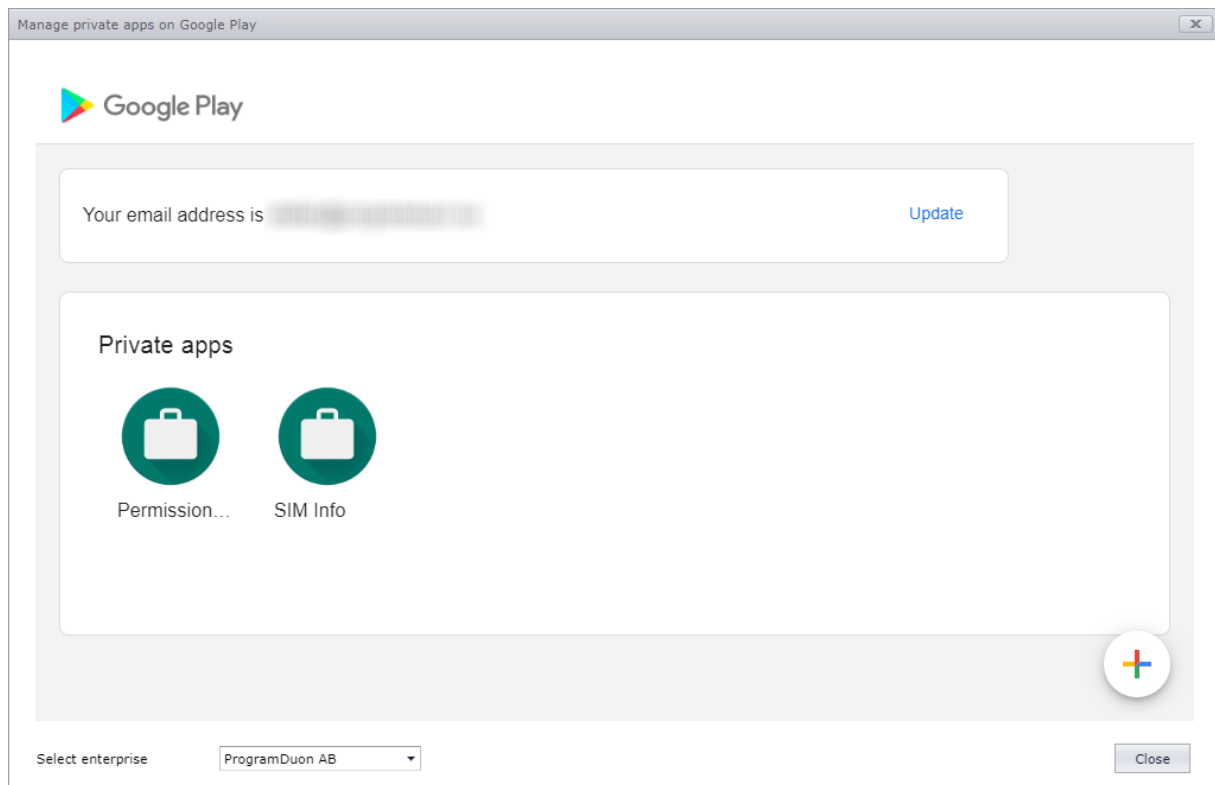 Manage private apps on Google Play
Google Play
Your email address is
Update
Private apps
Permission...
SIM Info
Select enterprise
ProgramDuon AB
Close